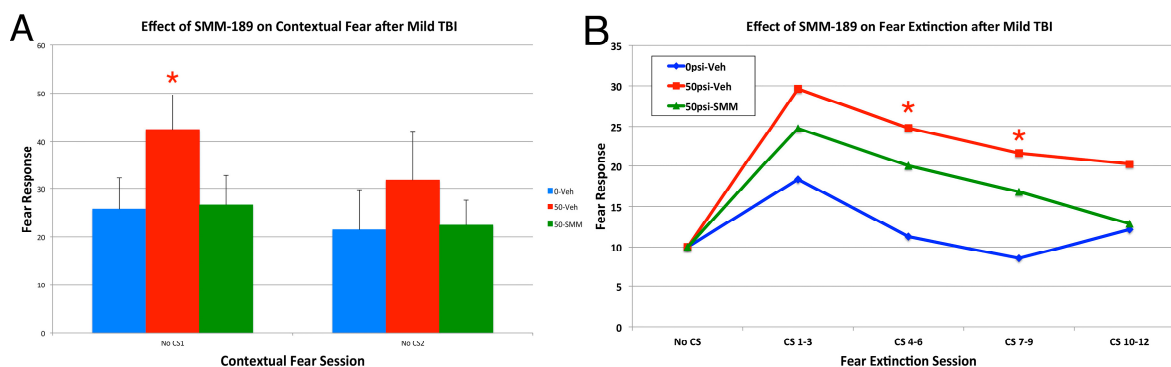 A
Effect of SMM-189 on Contextual Fear after Mild TBI
60
50
40
30
20
10
0
Fear Response
*
No CS1
No CS2
Contextual Fear Session
0-Veh
50-Veh
50-SMM
B
Effect of SMM-189 on Fear Extinction after Mild TBI
35
30
25
20
15
10
5
0
Fear Response
0psi-Veh
50psi-Veh
50psi-SMM
*
*
No CS
CS 1-3
CS 4-6
CS 7-9
CS 10-12
Fear Extinction Session